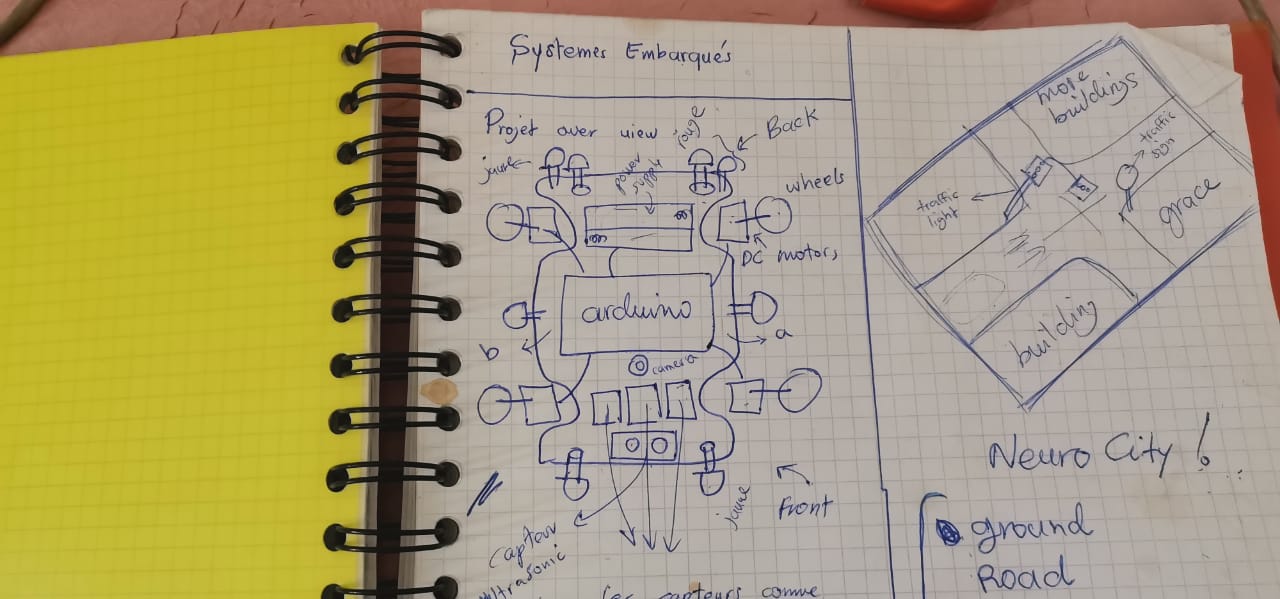 Systemes Embarqués
Projet over view
rouge
Back
jaune
power
supply
wheels
DC motors
arduino
b
a
camera
jaune
Front
Capteur
ultrasonic
les capteurs comme
more
buildings
traffic
sign
traffic
light
grace
building
Neuro City !
ground
Road